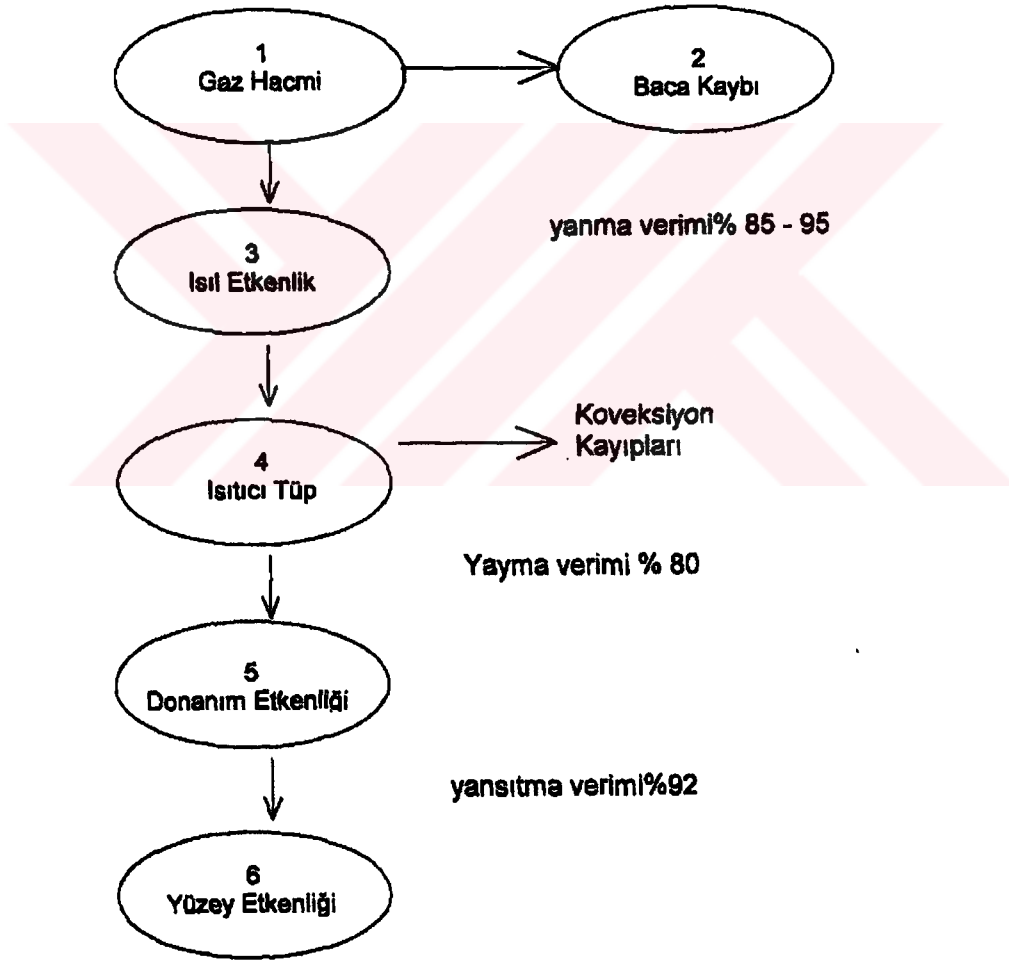 1
Gaz Hacmi
2
Baca Kaybı
yanma verimi% 85 - 95
3
Isıl Etkenlik
Koveksiyon
Kayıpları
4
Isıtıcı Tüp
Yayma verimi % 80
5
Donanım Etkenliği
yansıtma verimi%92
6
Yüzey Etkenliği